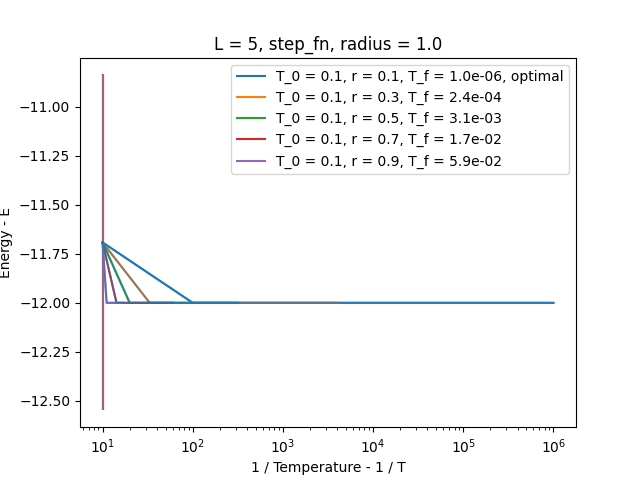 L = 5, step_fn, radius = 1.0
T_0 = 0.1, r = 0.1, T_f = 1.0e-06, optimal
T_0 = 0.1, r = 0.3, T_f = 2.4e-04
T_0 = 0.1, r = 0.5, T_f = 3.1e-03
T_0 = 0.1, r = 0.7, T_f = 1.7e-02
T_0 = 0.1, r = 0.9, T_f = 5.9e-02
Energy - E
−11.00
−11.25
−11.50
−11.75
−12.00
−12.25
−12.50
10¹ 10² 10³ 10⁴ 10⁵ 10⁶
1 / Temperature - 1 / T